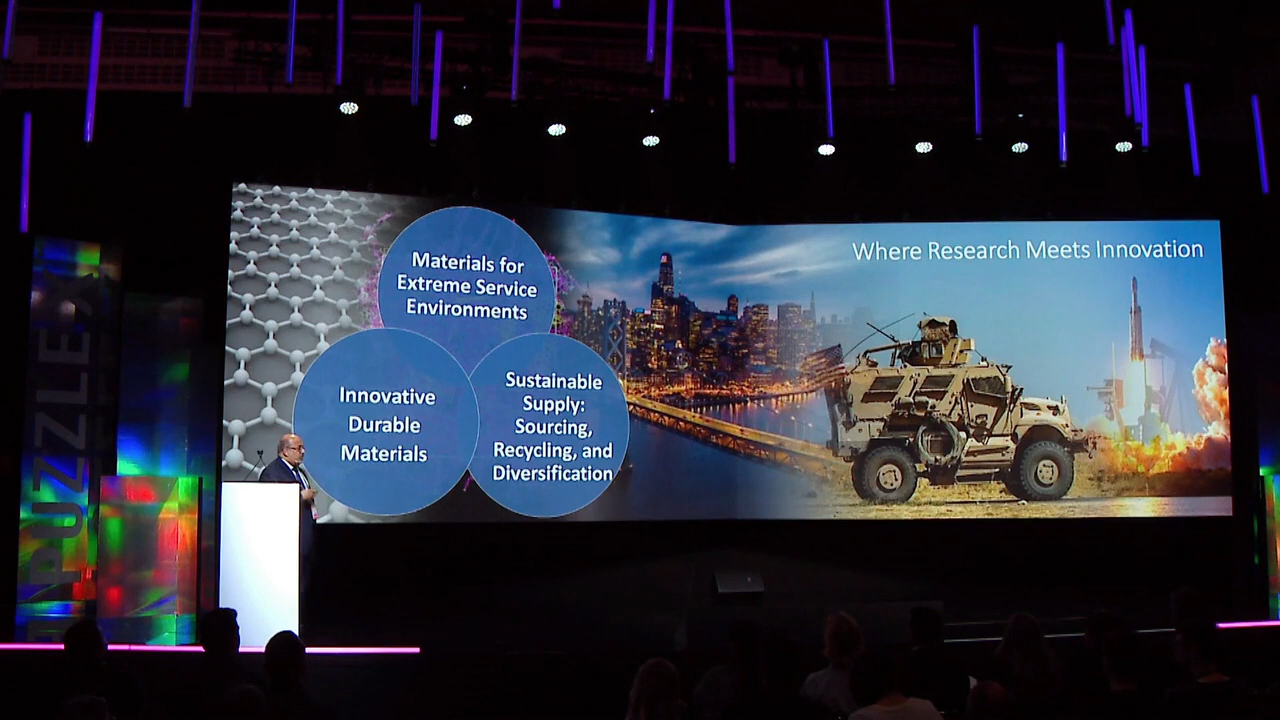 Where Research Meets Innovation
Materials for
Extreme Service
Environments
Innovative
Durable
Materials
Sustainable
Supply:
Sourcing,
Recycling, and
Diversification
PUZZLE X